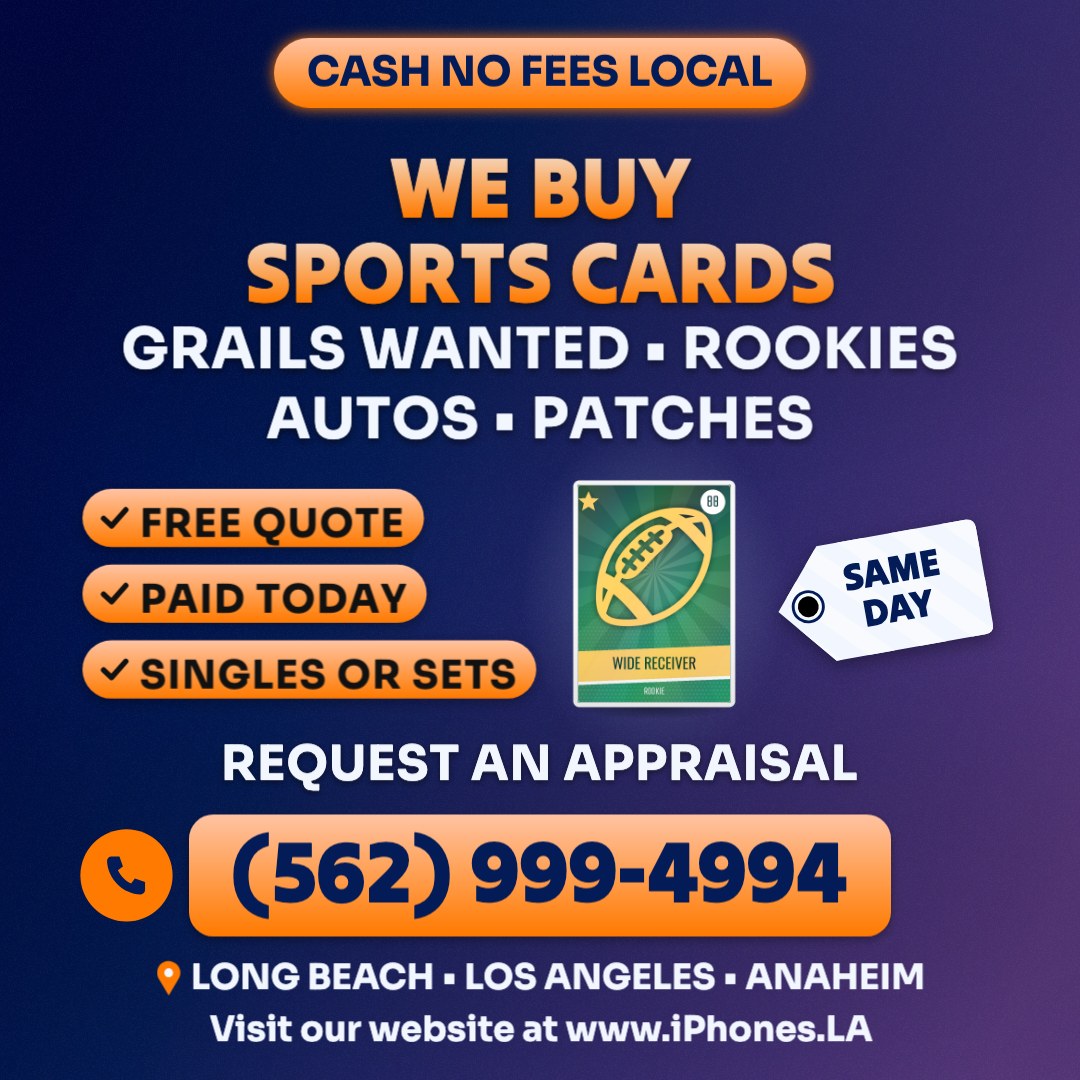 CASH NO FEES LOCAL
WE BUY
SPORTS CARDS
GRAILS WANTED ▪ ROOKIES
AUTOS ▪ PATCHES
✓ FREE QUOTE
✓ PAID TODAY
✓ SINGLES OR SETS
88
WIDE RECEIVER
ROOKIE
SAME
DAY
REQUEST AN APPRAISAL
(562) 999-4994
LONG BEACH ▪ LOS ANGELES ▪ ANAHEIM
Visit our website at www.iPhones.LA